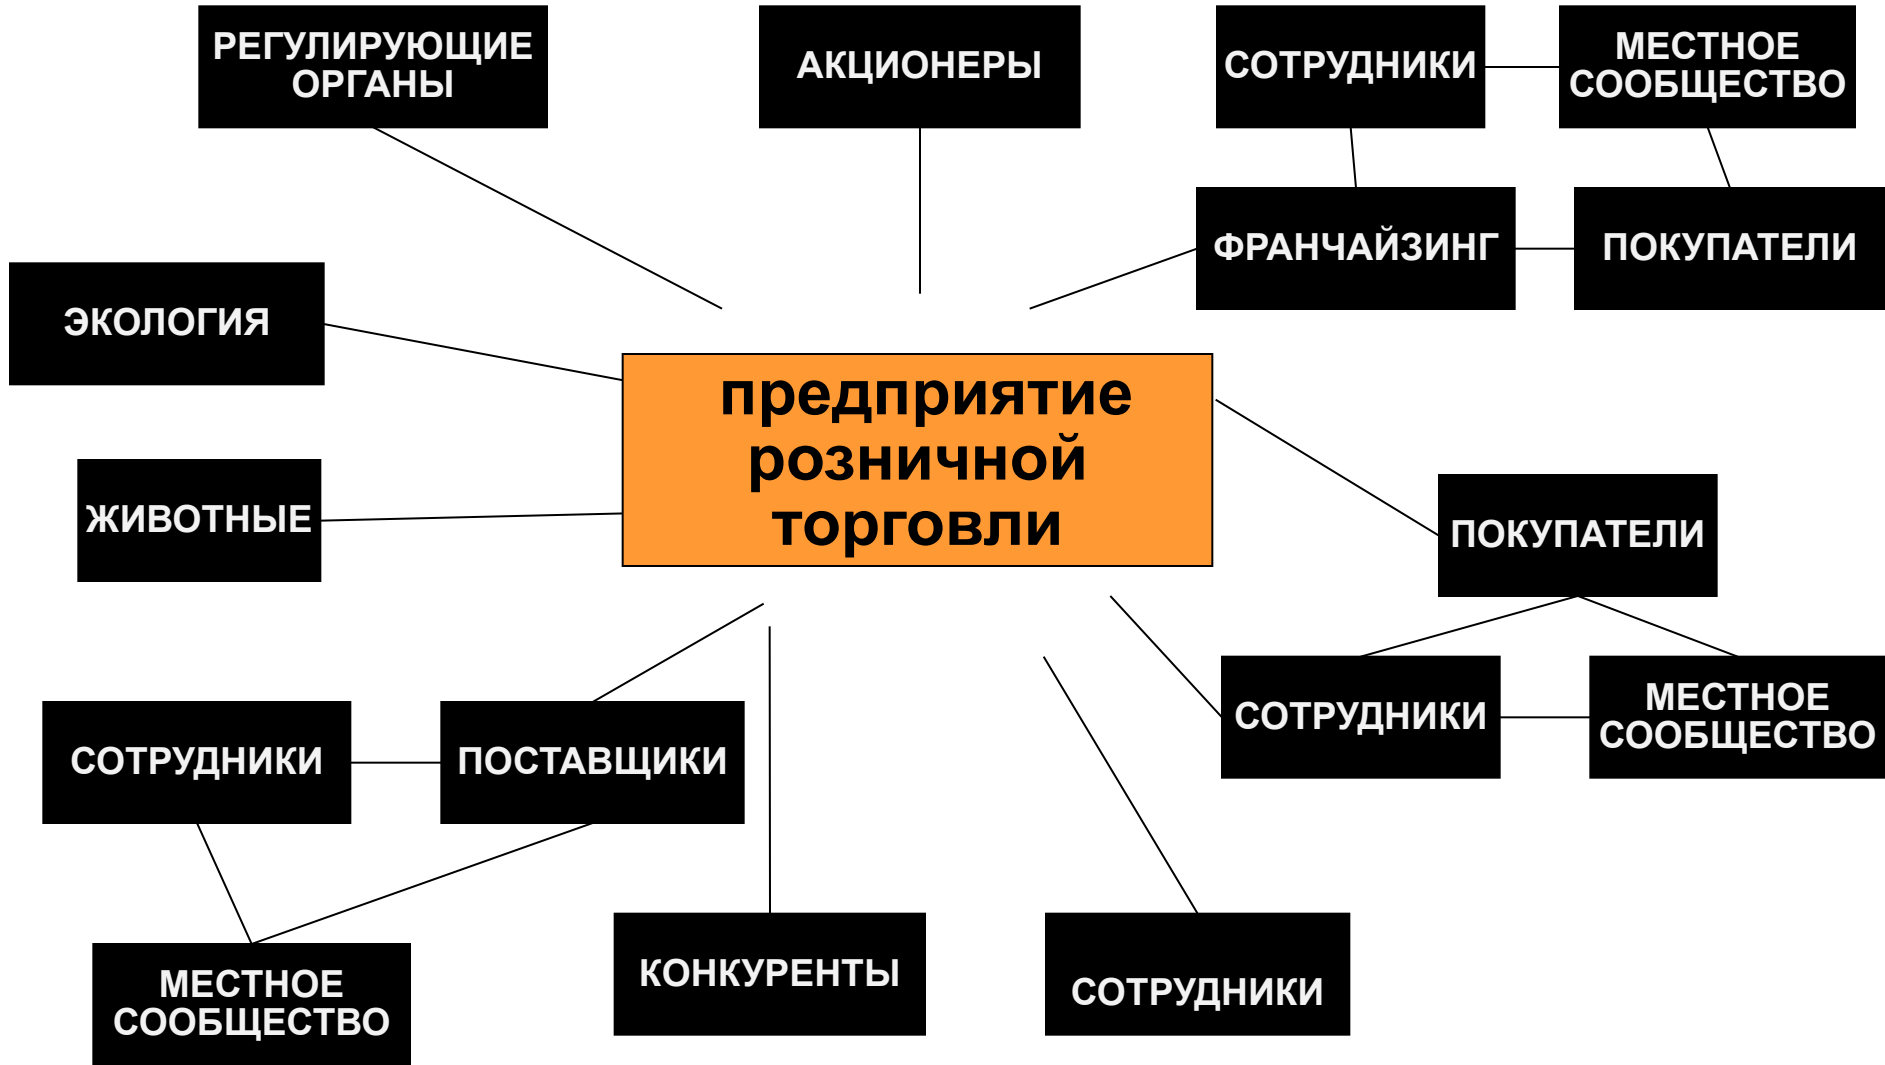 РЕГУЛИРУЮЩИЕ
ОРГАНЫ
АКЦИОНЕРЫ
СОТРУДНИКИ
МЕСТНОЕ
СООБЩЕСТВО
ФРАНЧАЙЗИНГ
ПОКУПАТЕЛИ
ЭКОЛОГИЯ
предприятие
розничной
торговли
ЖИВОТНЫЕ
ПОКУПАТЕЛИ
СОТРУДНИКИ
МЕСТНОЕ
СООБЩЕСТВО
СОТРУДНИКИ
ПОСТАВЩИКИ
МЕСТНОЕ
СООБЩЕСТВО
КОНКУРЕНТЫ
СОТРУДНИКИ